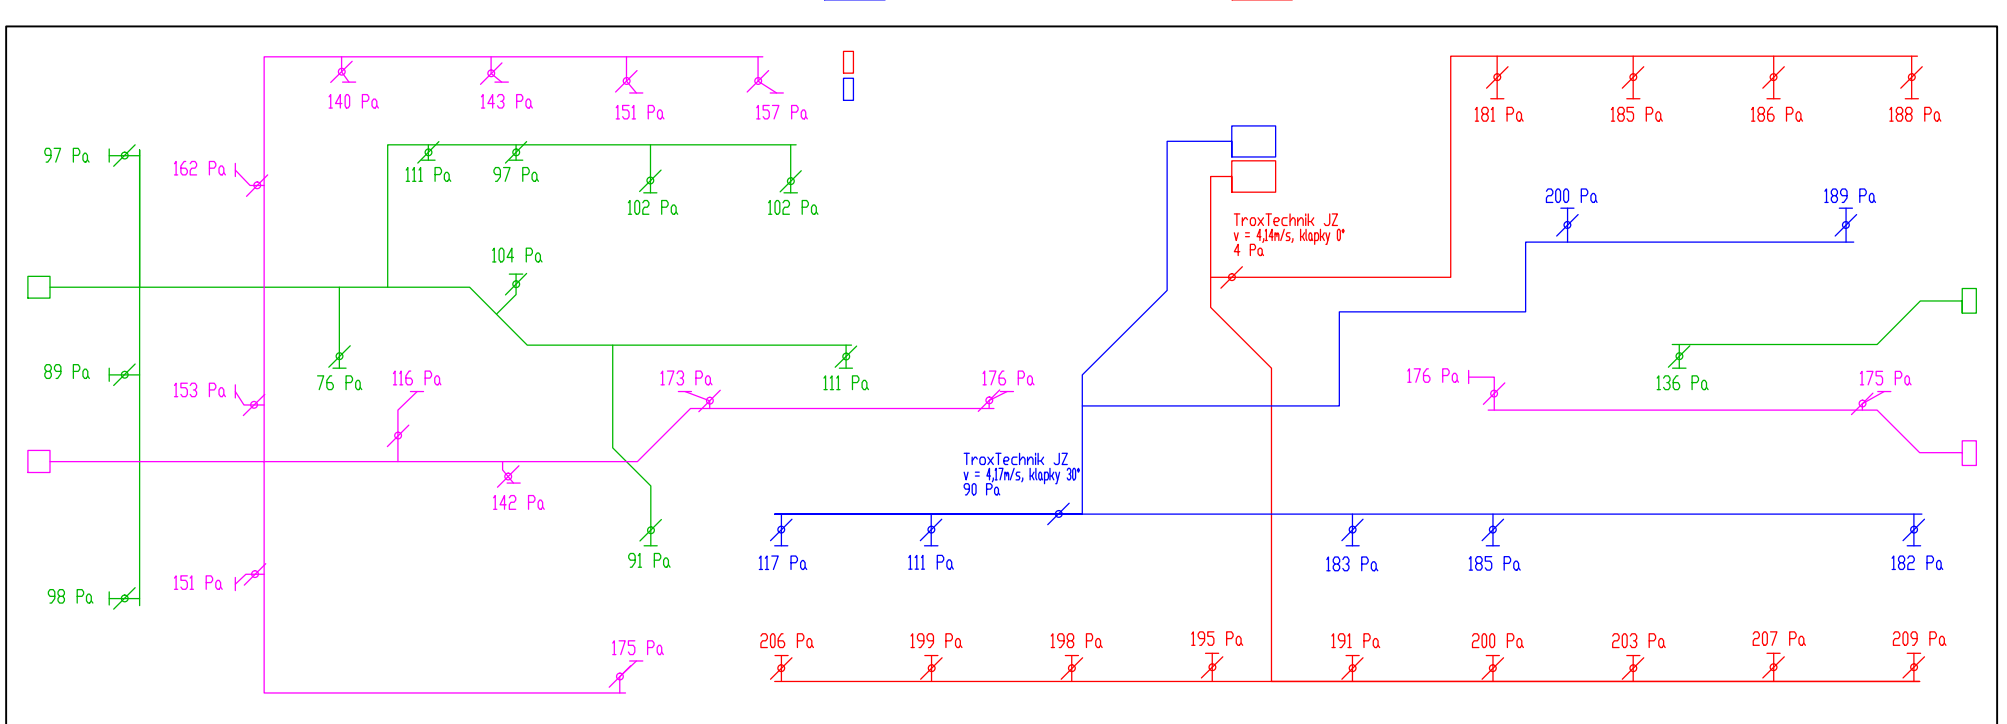 140 Pa
143 Pa
151 Pa
157 Pa
181 Pa
185 Pa
186 Pa
188 Pa
97 Pa
162 Pa
111 Pa
97 Pa
102 Pa
102 Pa
200 Pa
189 Pa
TroxTechnik JZ
v = 4,14m/s, klapky 0°
4 Pa
104 Pa
89 Pa
153 Pa
76 Pa
116 Pa
173 Pa
111 Pa
176 Pa
176 Pa
136 Pa
175 Pa
TroxTechnik JZ
v = 4,17m/s, klapky 30°
90 Pa
142 Pa
91 Pa
117 Pa
111 Pa
183 Pa
185 Pa
182 Pa
98 Pa
151 Pa
175 Pa
206 Pa
199 Pa
198 Pa
195 Pa
191 Pa
200 Pa
203 Pa
207 Pa
209 Pa